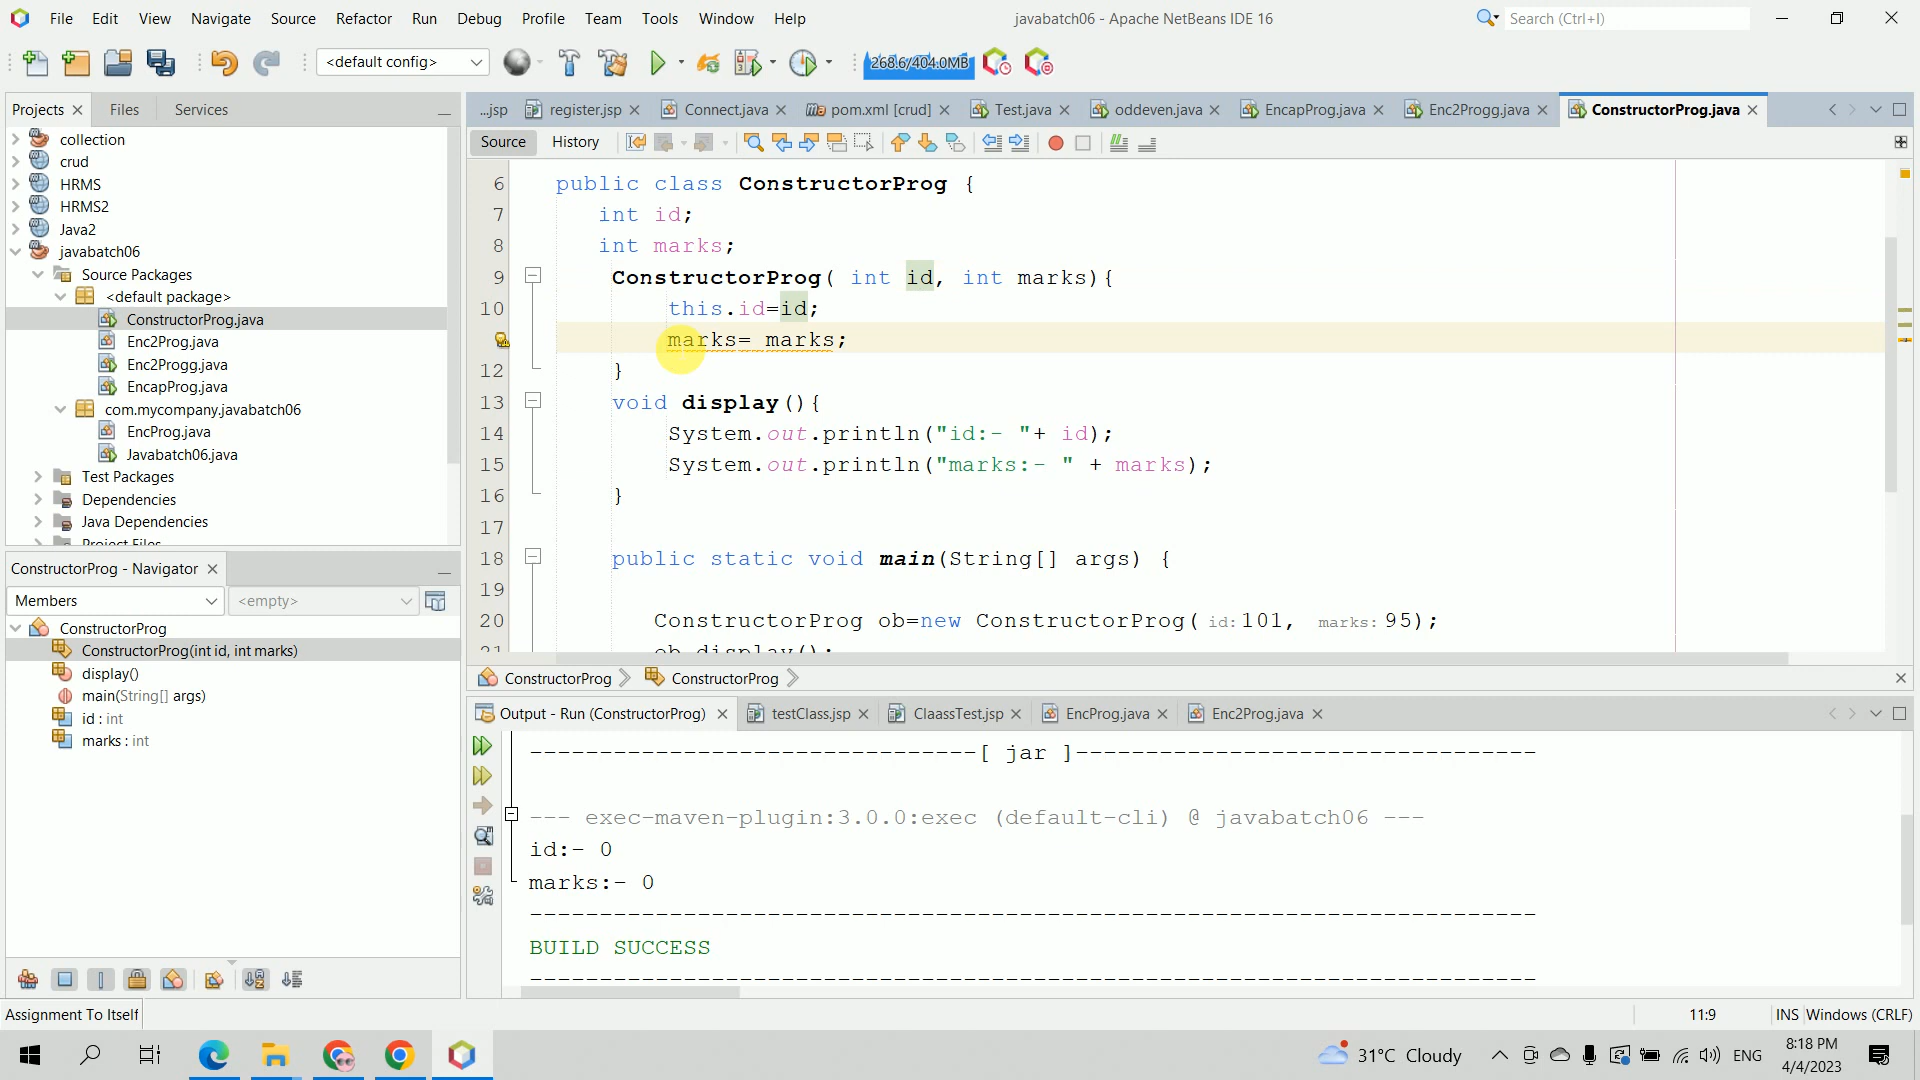 File Edit View Navigate Source Refactor Run Debug Profile Team Tools Window Help
javabatch06 - Apache NetBeans IDE 16
Search (Ctrl+I)
<default config>
268.6/404.0MB
Projects Files Services
...jsp register.jsp Connect.java pom.xml [crud] Test.java oddeven.java EncapProg.java Enc2Progg.java ConstructorProg.java
Source History
collection
crud
HRMS
HRMS2
Java2
javabatch06
Source Packages
<default package>
ConstructorProg.java
Enc2Prog.java
Enc2Progg.java
EncapProg.java
com.mycompany.javabatch06
EncProg.java
Javabatch06.java
Test Packages
Dependencies
Java Dependencies
Project Files
6 public class ConstructorProg {
7 int id;
8 int marks;
9 ConstructorProg( int id, int marks){
10 this.id=id;
marks= marks;
12 }
13 void display(){
14 System.out.println("id:- "+ id);
15 System.out.println("marks:- " + marks);
16 }
17
18 public static void main(String[] args) {
19
20 ConstructorProg ob=new ConstructorProg( id: 101, marks: 95);
21 ob.display();
ConstructorProg ConstructorProg
ConstructorProg - Navigator
Members <empty>
ConstructorProg
ConstructorProg(int id, int marks)
display()
main(String[] args)
id : int
marks : int
Output - Run (ConstructorProg) testClass.jsp ClaassTest.jsp EncProg.java Enc2Prog.java
--------------------------------[ jar ]---------------------------------
--- exec-maven-plugin:3.0.0:exec (default-cli) @ javabatch06 ---
id:- 0
marks:- 0
------------------------------------------------------------------------
BUILD SUCCESS
------------------------------------------------------------------------
Assignment To Itself
11:9 INS Windows (CRLF)
31°C Cloudy
ENG
8:18 PM
4/4/2023